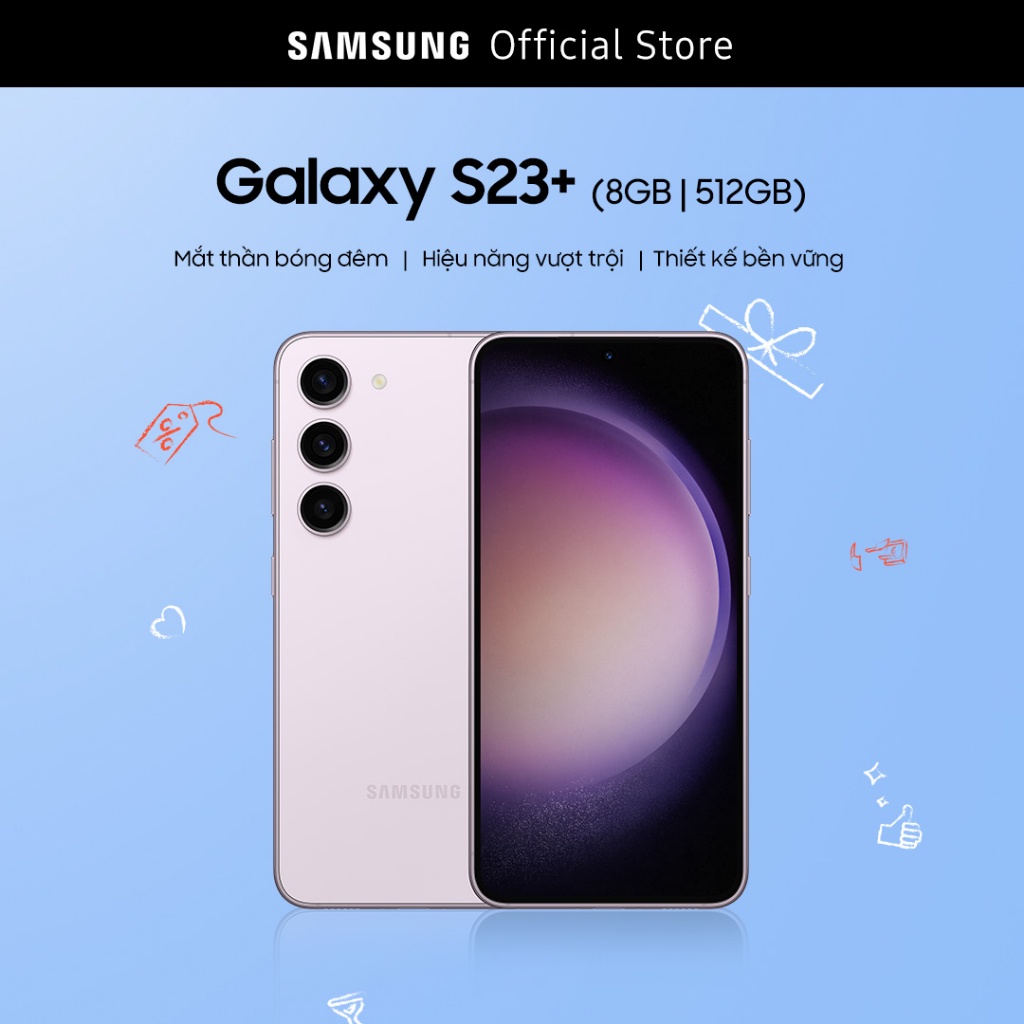 SAMSUNG Official Store
Galaxy S23+ (8GB | 512GB)
Mắt thần bóng đêm | Hiệu năng vượt trội | Thiết kế bền vững
%
SAMSUNG